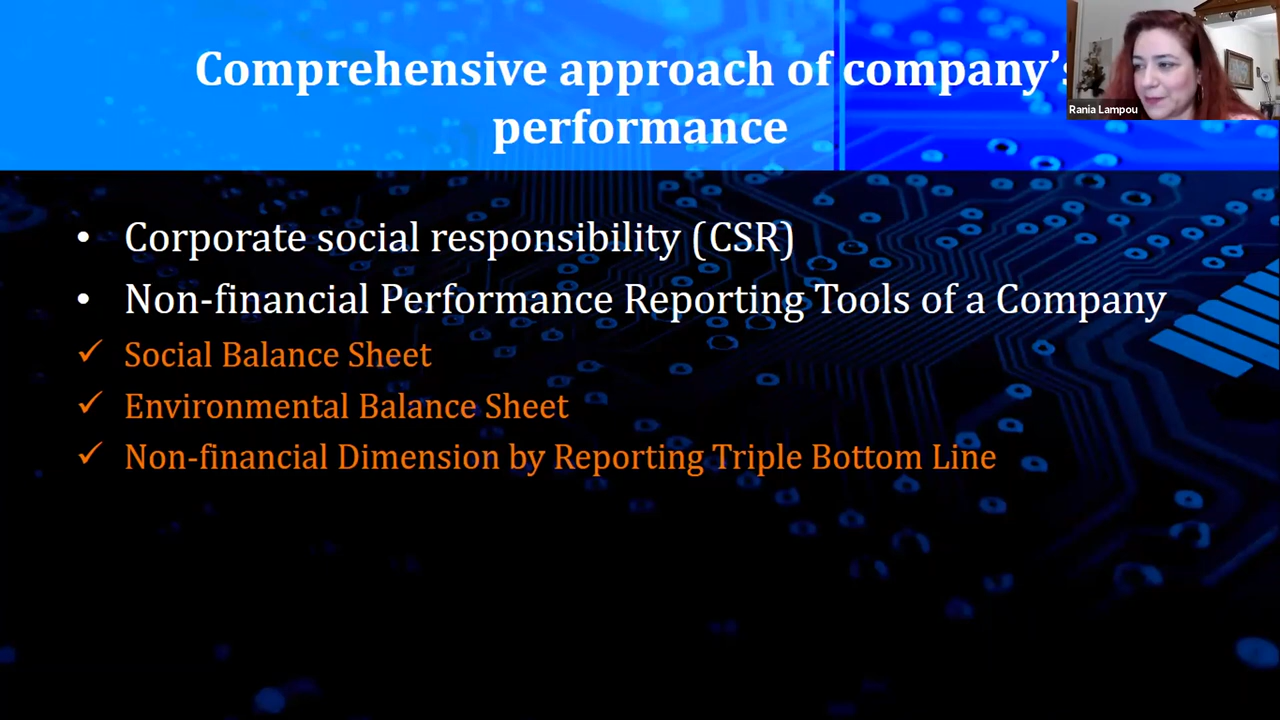 Comprehensive approach of company's
performance
Rania Lampou
• Corporate social responsibility (CSR)
• Non-financial Performance Reporting Tools of a Company
✓ Social Balance Sheet
✓ Environmental Balance Sheet
✓ Non-financial Dimension by Reporting Triple Bottom Line